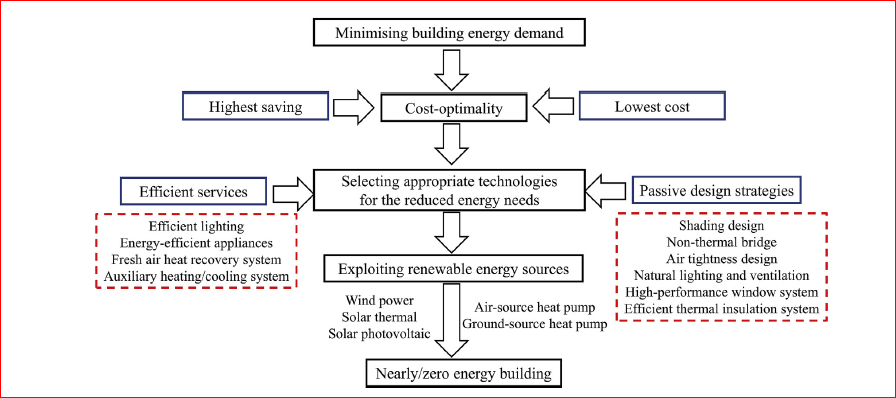 Minimising building energy demand
Highest saving
Cost-optimality
Lowest cost
Efficient services
Selecting appropriate technologies
for the reduced energy needs
Passive design strategies
Efficient lighting
Energy-efficient appliances
Fresh air heat recovery system
Auxiliary heating/cooling system
Shading design
Non-thermal bridge
Air tightness design
Natural lighting and ventilation
High-performance window system
Efficient thermal insulation system
Exploiting renewable energy sources
Wind power
Solar thermal
Solar photovoltaic
Air-source heat pump
Ground-source heat pump
Nearly/zero energy building